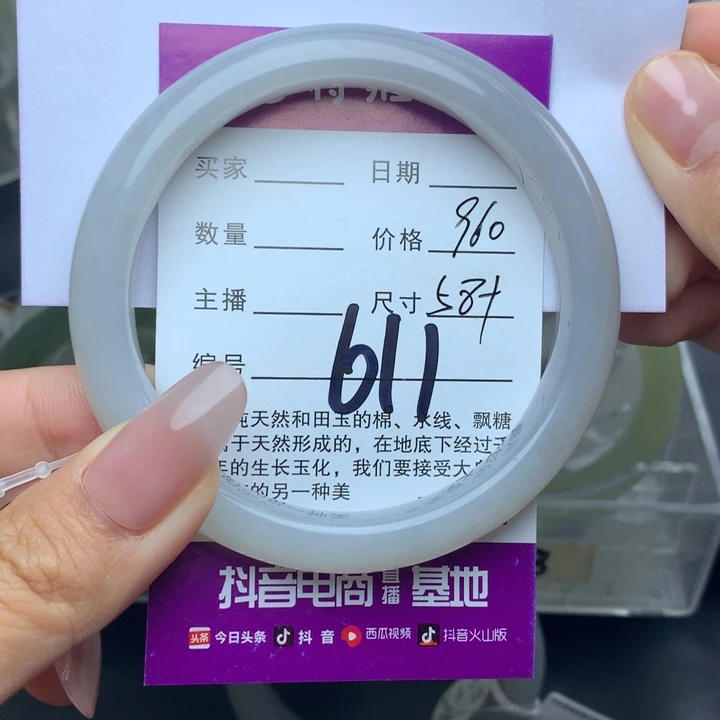 买家 日期
数量 价格 960
主播 尺寸 58+
编号 611
纯天然和田玉的棉、水线、飘糖
属于天然形成的，在地底下经过千
年的生长玉化，我们要接受大自
的另一种美
抖音电商直播基地
头条 今日头条 抖音 西瓜视频 抖音火山版